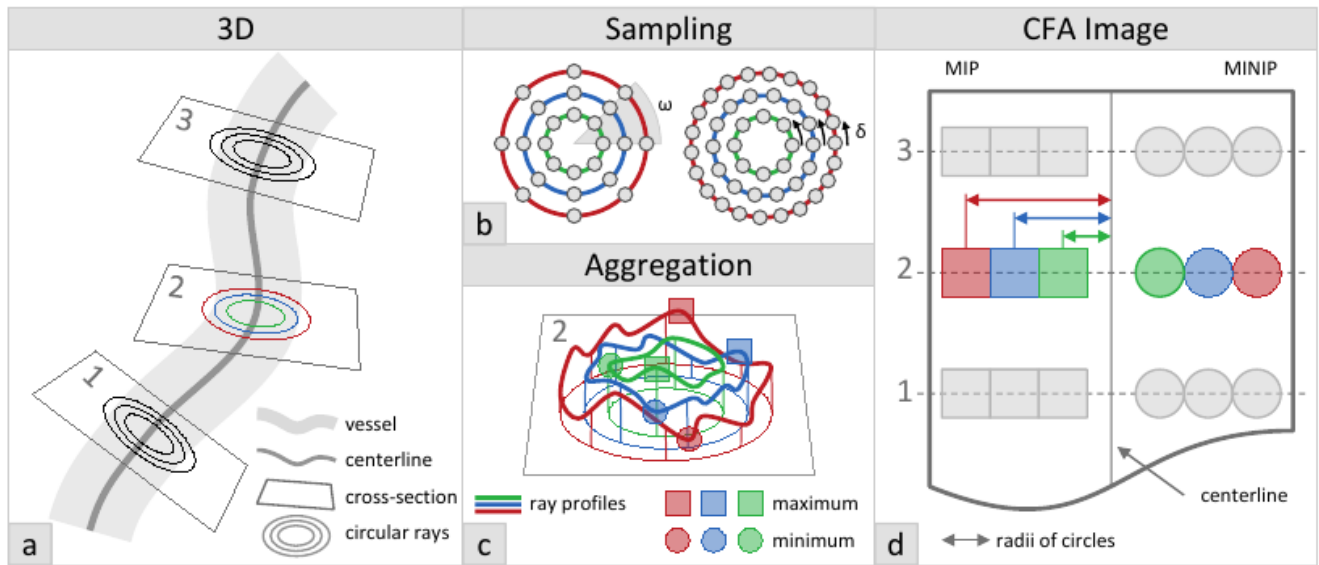 3D
3
2
1
vessel
centerline
cross-section
circular rays
a
Sampling
ω
δ
b
Aggregation
2
ray profiles
maximum
minimum
c
CFA Image
MIP
MINIP
3
2
1
centerline
radii of circles
d